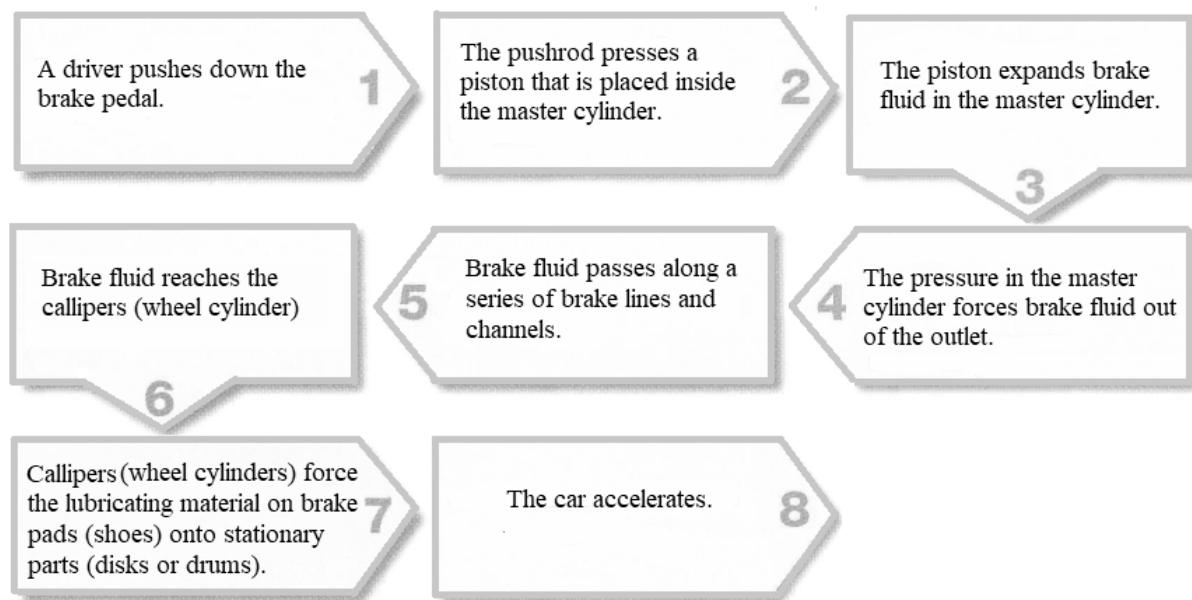 A driver pushes down the
brake pedal.
1
The pushrod presses a
piston that is placed inside
the master cylinder.
2
The piston expands brake
fluid in the master cylinder.
3
The pressure in the master
cylinder forces brake fluid out
of the outlet.
4
Brake fluid passes along a
series of brake lines and
channels.
5
Brake fluid reaches the
callipers (wheel cylinder)
6
Callipers (wheel cylinders) force
the lubricating material on brake
pads (shoes) onto stationary
parts (disks or drums).
7
The car accelerates.
8